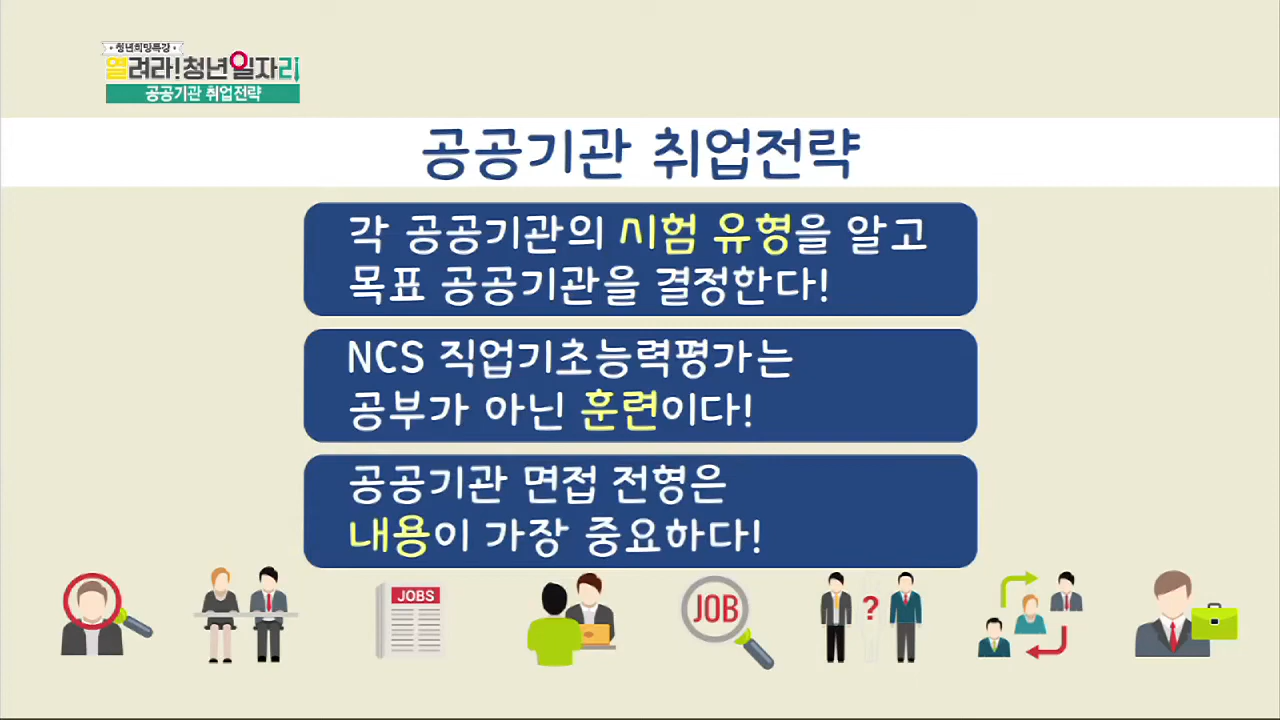 청년희망특강
열려라!청년일자리
공공기관 취업전략
공공기관 취업전략
각 공공기관의 시험 유형을 알고
목표 공공기관을 결정한다!
NCS 직업기초능력평가는
공부가 아닌 훈련이다!
공공기관 면접 전형은
내용이 가장 중요하다!
JOBS
JOB
?